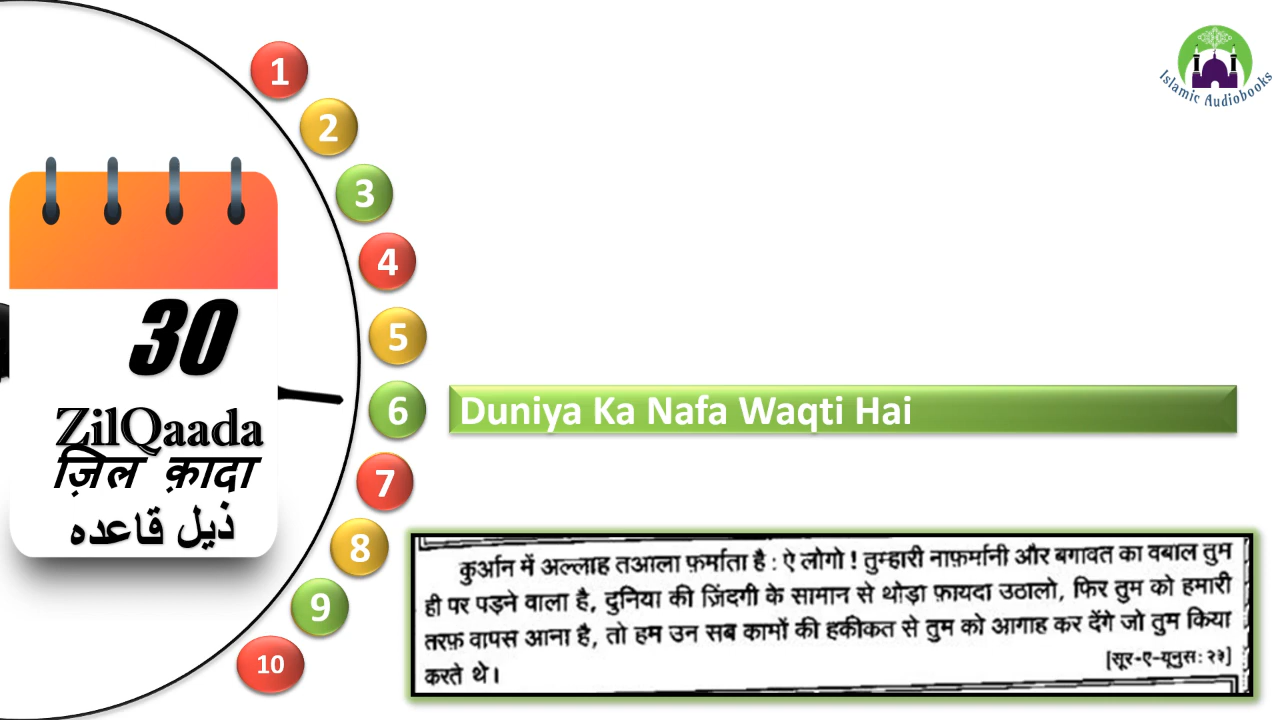 Islamic Audiobooks
1
2
3
4
5
6
7
8
9
10
30
ZilQaada
ज़िल क़ादा
ذیل قاعدہ
Duniya Ka Nafa Waqti Hai
कुर्आन में अल्लाह तआला फ़र्माता है : ऐ लोगो ! तुम्हारी नाफ़र्मानी और बगावत का वबाल तुम
ही पर पड़ने वाला है, दुनिया की ज़िंदगी के सामान से थोड़ा फ़ायदा उठालो, फिर तुम को हमारी
तरफ़ वापस आना है, तो हम उन सब कामों की हकीकत से तुम को आगाह कर देंगे जो तुम किया
करते थे।
[सूर-ए-यूनुस: २३]